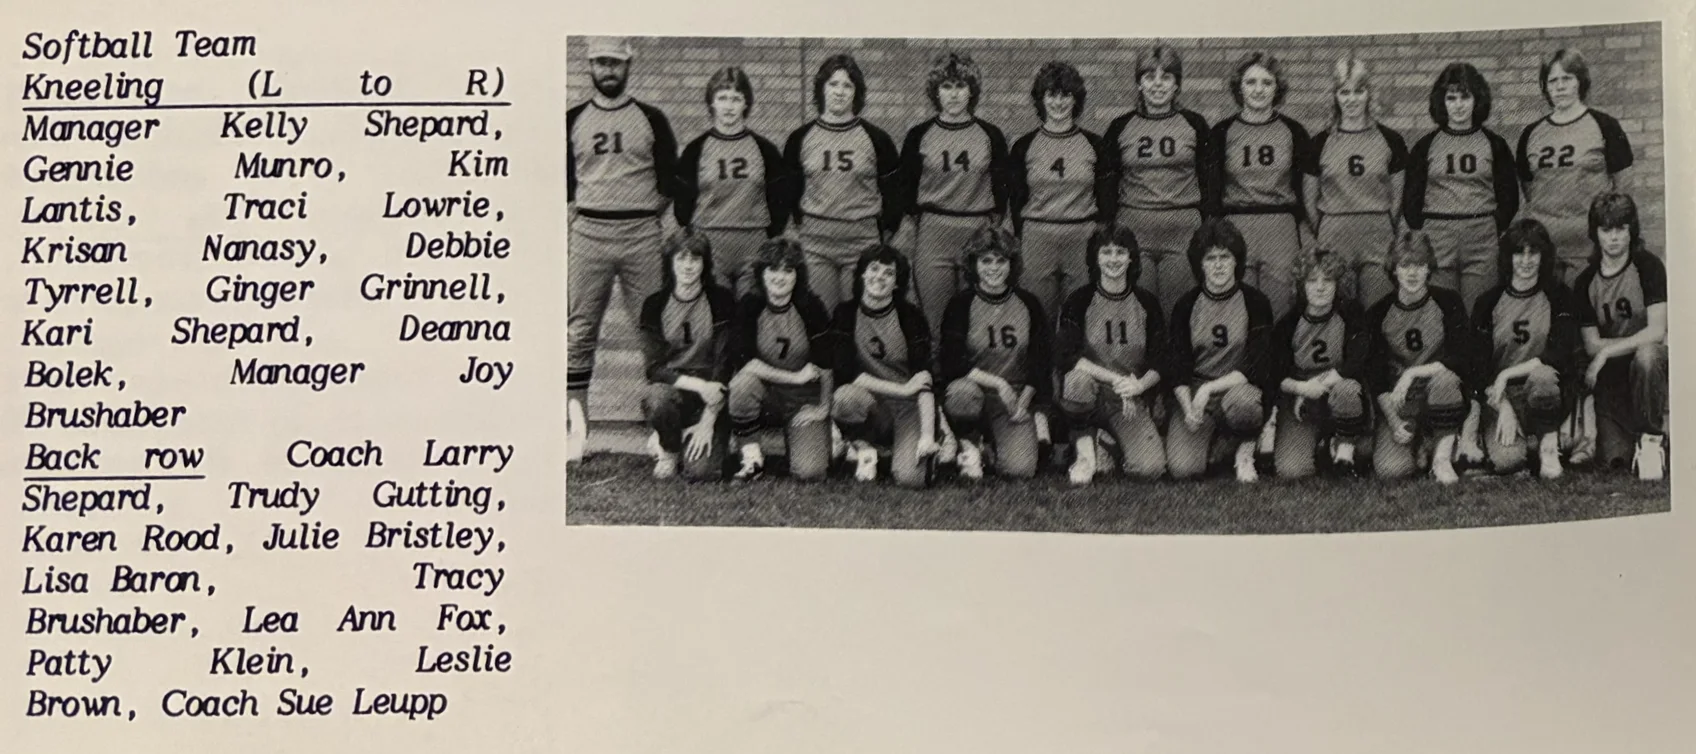 Softball Team
Kneeling (L to R)
Manager Kelly Shepard,
Gennie Munro, Kim
Lantis, Traci Lowrie,
Krisan Nanasy, Debbie
Tyrrell, Ginger Grinnell,
Kari Shepard, Deanna
Bolek, Manager Joy
Brushaber
Back row Coach Larry
Shepard, Trudy Gutting,
Karen Rood, Julie Bristley,
Lisa Baron, Tracy
Brushaber, Lea Ann Fox,
Patty Klein, Leslie
Brown, Coach Sue Leupp
21 12 15 14 4 20 18 6 10 22
1 7 3 16 11 9 2 8 5 19